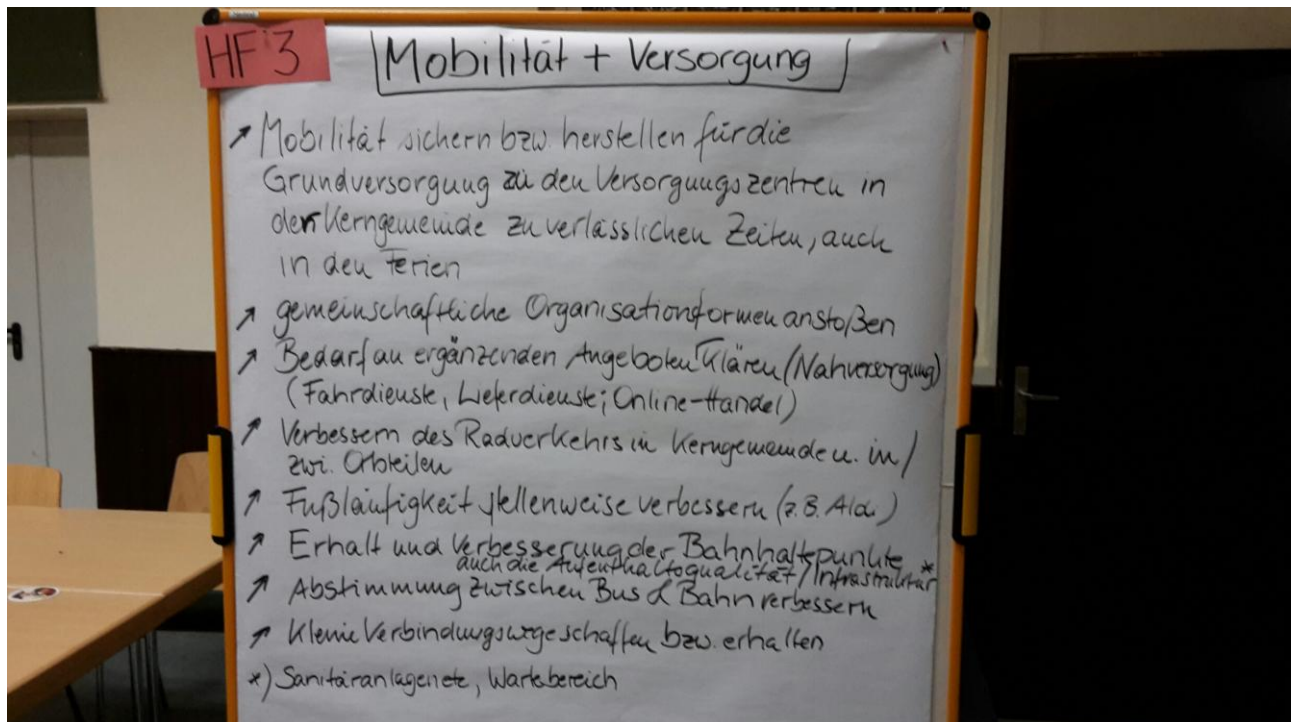 HF 3
Mobilität + Versorgung
↗ Mobilität sichern bzw. herstellen für die
Grundversorgung zu den Versorgungszentren in
der Kerngemeinde zu verlässlichen Zeiten, auch
in den Ferien
↗ gemeinschaftliche Organisationsformen anstoßen
↗ Bedarf an ergänzenden Angeboten klären (Nahversorgung)
(Fahrdienste, Lieferdienste; Online-Handel)
↗ Verbessern des Radverkehrs in Kerngemeinde u. in/
zwi. Ortsteilen
↗ Fußläufigkeit stellenweise verbessern (z.B. )
↗ Erhalt und Verbesserung der Bahnhaltepunkte *
auch die Aufenthaltsqualität/Infrastruktur
↗ Abstimmung zwischen Bus & Bahn verbessern
↗ Kleine Verbindungswege schaffen bzw. erhalten
*) Sanitäranlagen etc, Wartebereich